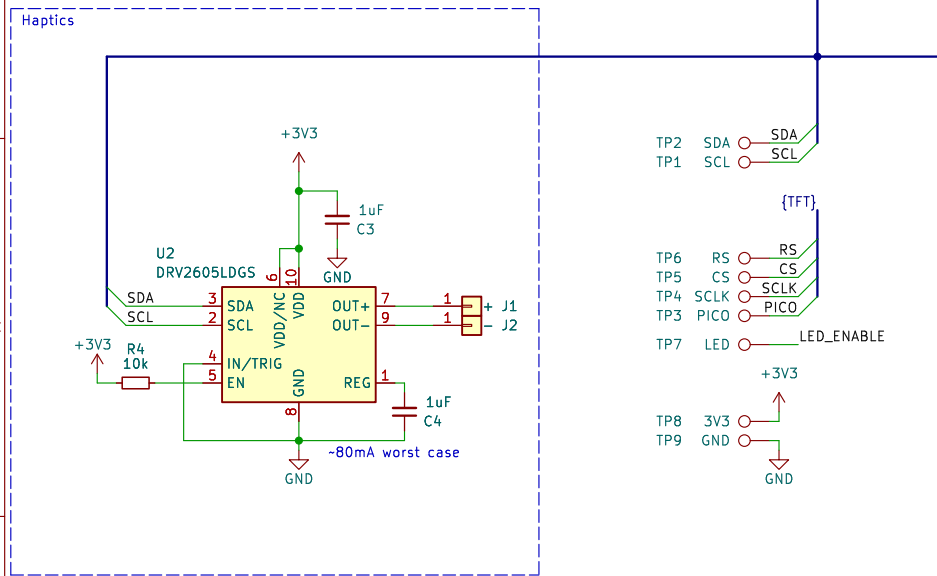 Haptics
+3V3
1uF
C3
GND
U2
DRV2605LDGS
6
10
VDD/NC
VDD
SDA
3
SDA
SCL
2
SCL
OUT+
7
1
+
J1
OUT-
9
1
-
J2
+3V3
R4
10k
4
IN/TRIG
5
EN
GND
8
REG
1
1uF
C4
~80mA worst case
GND
TP2 SDA SDA
TP1 SCL SCL
{TFT}
TP6 RS RS
TP5 CS CS
TP4 SCLK SCLK
TP3 PICO PICO
TP7 LED LED_ENABLE
+3V3
TP8 3V3
TP9 GND
GND